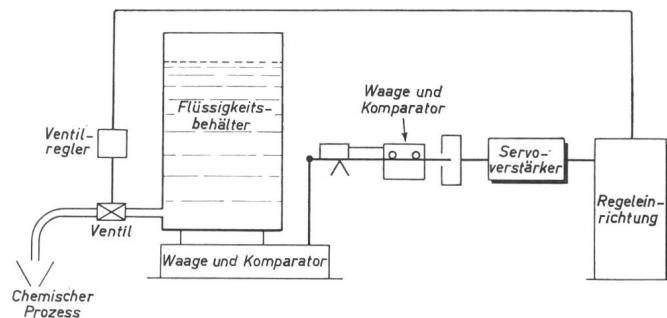 Flüssigkeits-
behälter
Waage und
Komparator
Ventil-
regler
Servo-
verstärker
Regelein-
richtung
Ventil
Waage und Komparator
Chemischer
Prozess